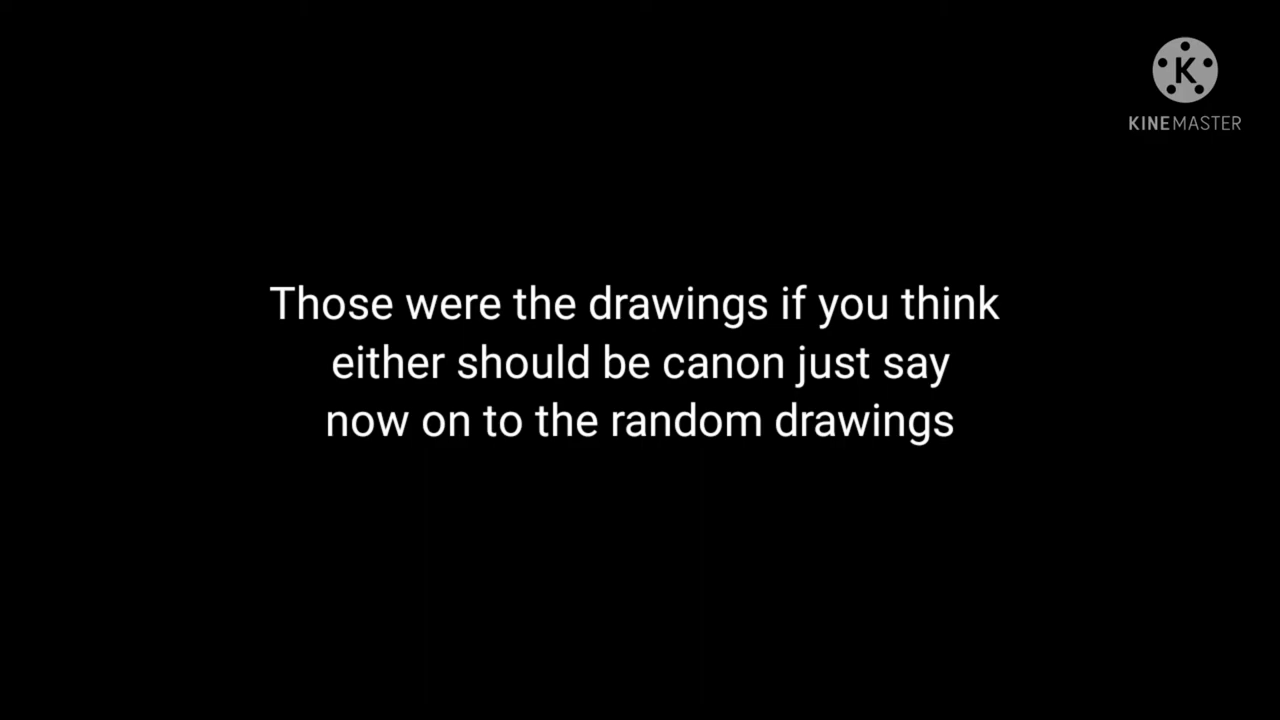 K
KINEMASTER
Those were the drawings if you think
either should be canon just say
now on to the random drawings